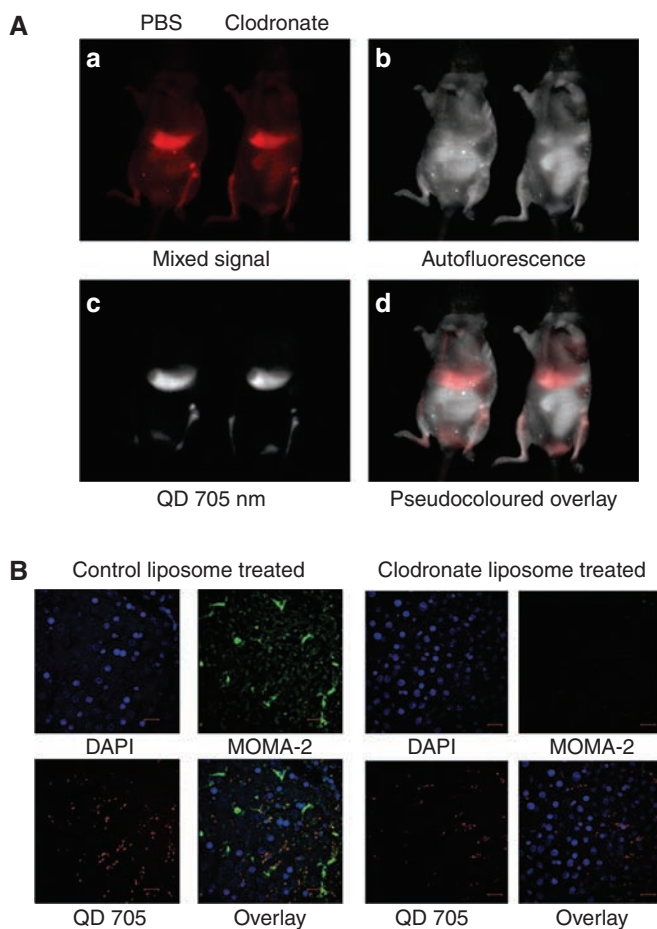 A
PBS Clodronate
a
b
Mixed signal
Autofluorescence
c
d
QD 705 nm
Pseudocoloured overlay
B
Control liposome treated
Clodronate liposome treated
DAPI
MOMA-2
DAPI
MOMA-2
QD 705
Overlay
QD 705
Overlay